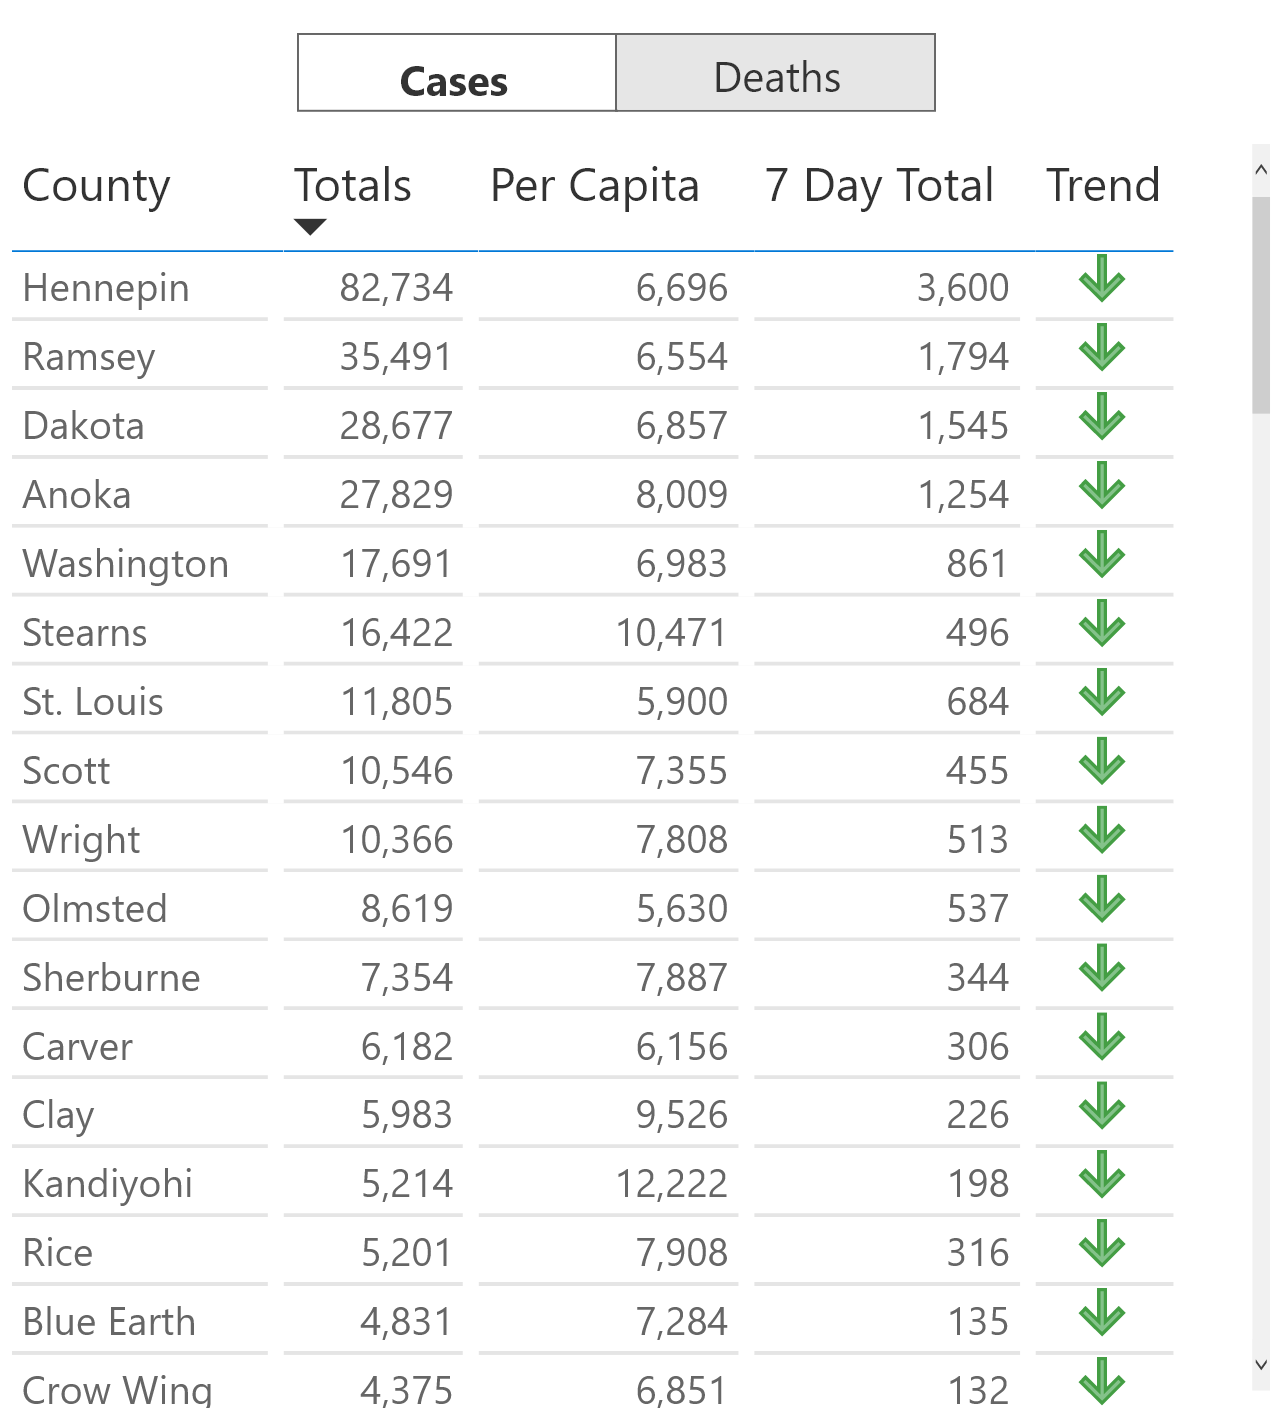 Cases Deaths
County Totals Per Capita 7 Day Total Trend
Hennepin 82,734 6,696 3,600
Ramsey 35,491 6,554 1,794
Dakota 28,677 6,857 1,545
Anoka 27,829 8,009 1,254
Washington 17,691 6,983 861
Stearns 16,422 10,471 496
St. Louis 11,805 5,900 684
Scott 10,546 7,355 455
Wright 10,366 7,808 513
Olmsted 8,619 5,630 537
Sherburne 7,354 7,887 344
Carver 6,182 6,156 306
Clay 5,983 9,526 226
Kandiyohi 5,214 12,222 198
Rice 5,201 7,908 316
Blue Earth 4,831 7,284 135
Crow Wing 4,375 6,851 132